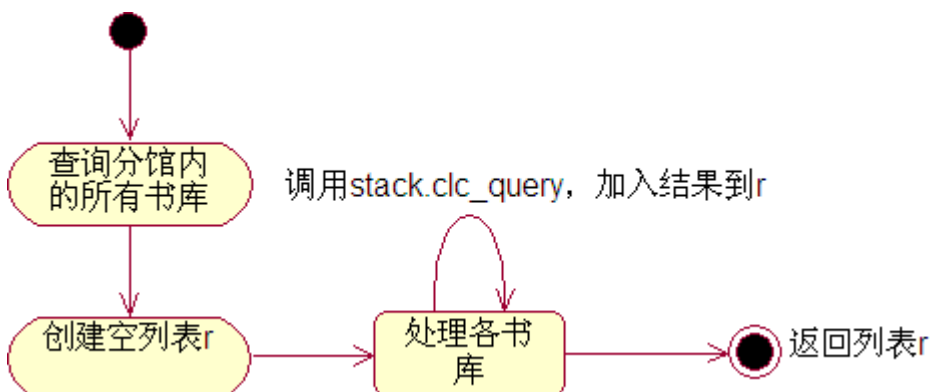 查询分馆内
的所有书库
调用stack.clc_query，加入结果到r
创建空列表r
处理各书
库
返回列表r